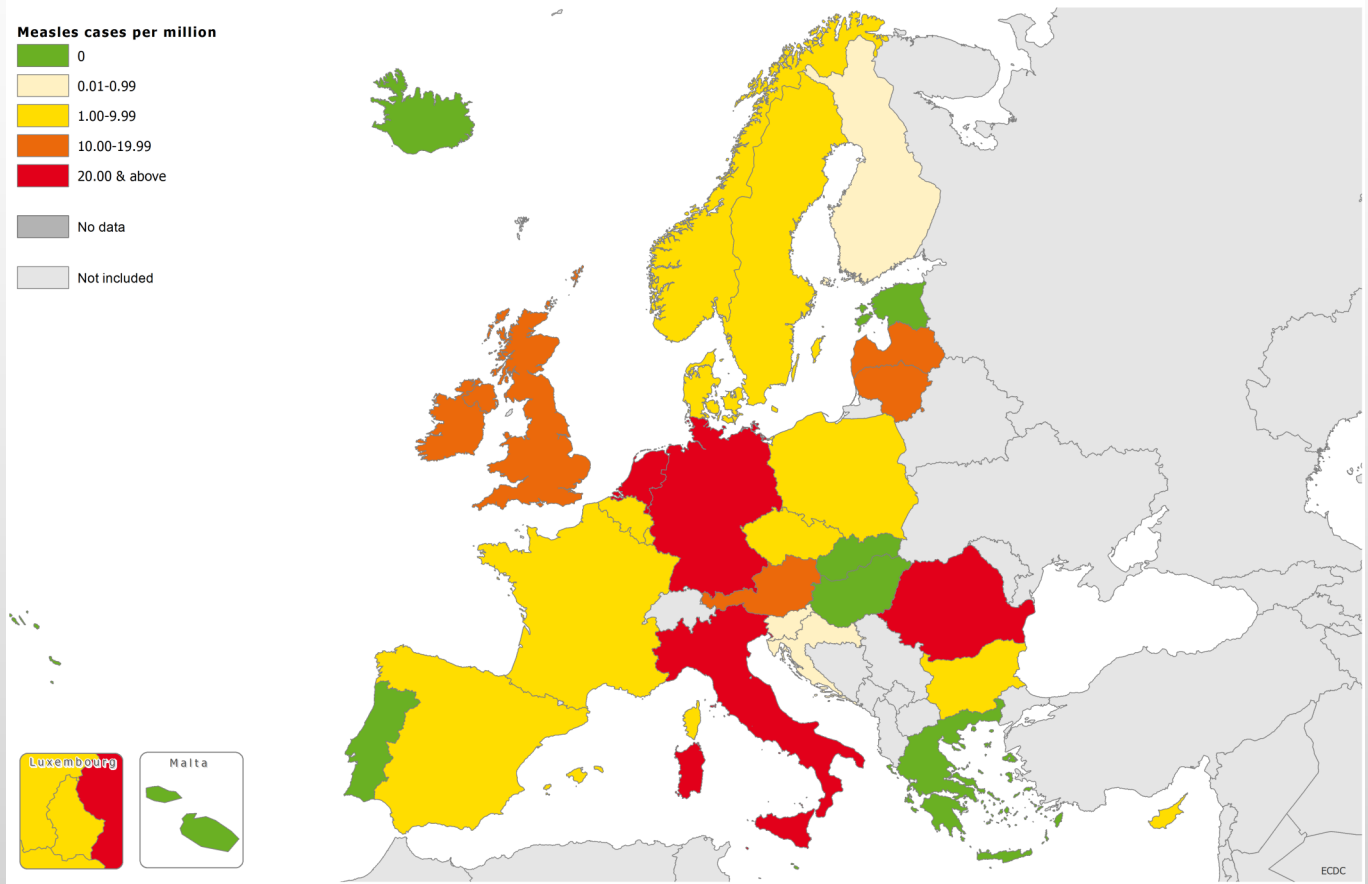 Measles cases per million
0
0.01-0.99
1.00-9.99
10.00-19.99
20.00 & above
No data
Not included
Luxembourg
Malta
ECDC